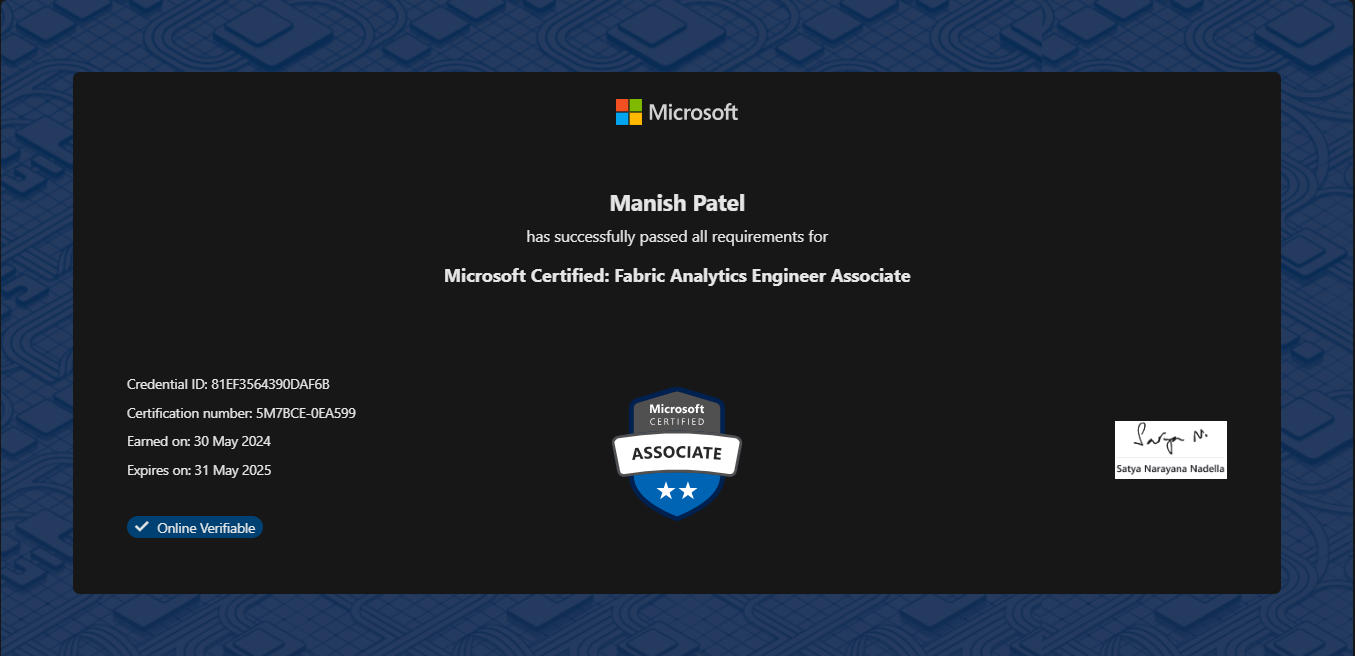 Microsoft
Manish Patel
has successfully passed all requirements for
Microsoft Certified: Fabric Analytics Engineer Associate
Credential ID: 81EF3564390DAF6B
Certification number: 5M7BCE-0EA599
Earned on: 30 May 2024
Expires on: 31 May 2025
Online Verifiable
Microsoft
CERTIFIED
ASSOCIATE
Satya N.
Satya Narayana Nadella